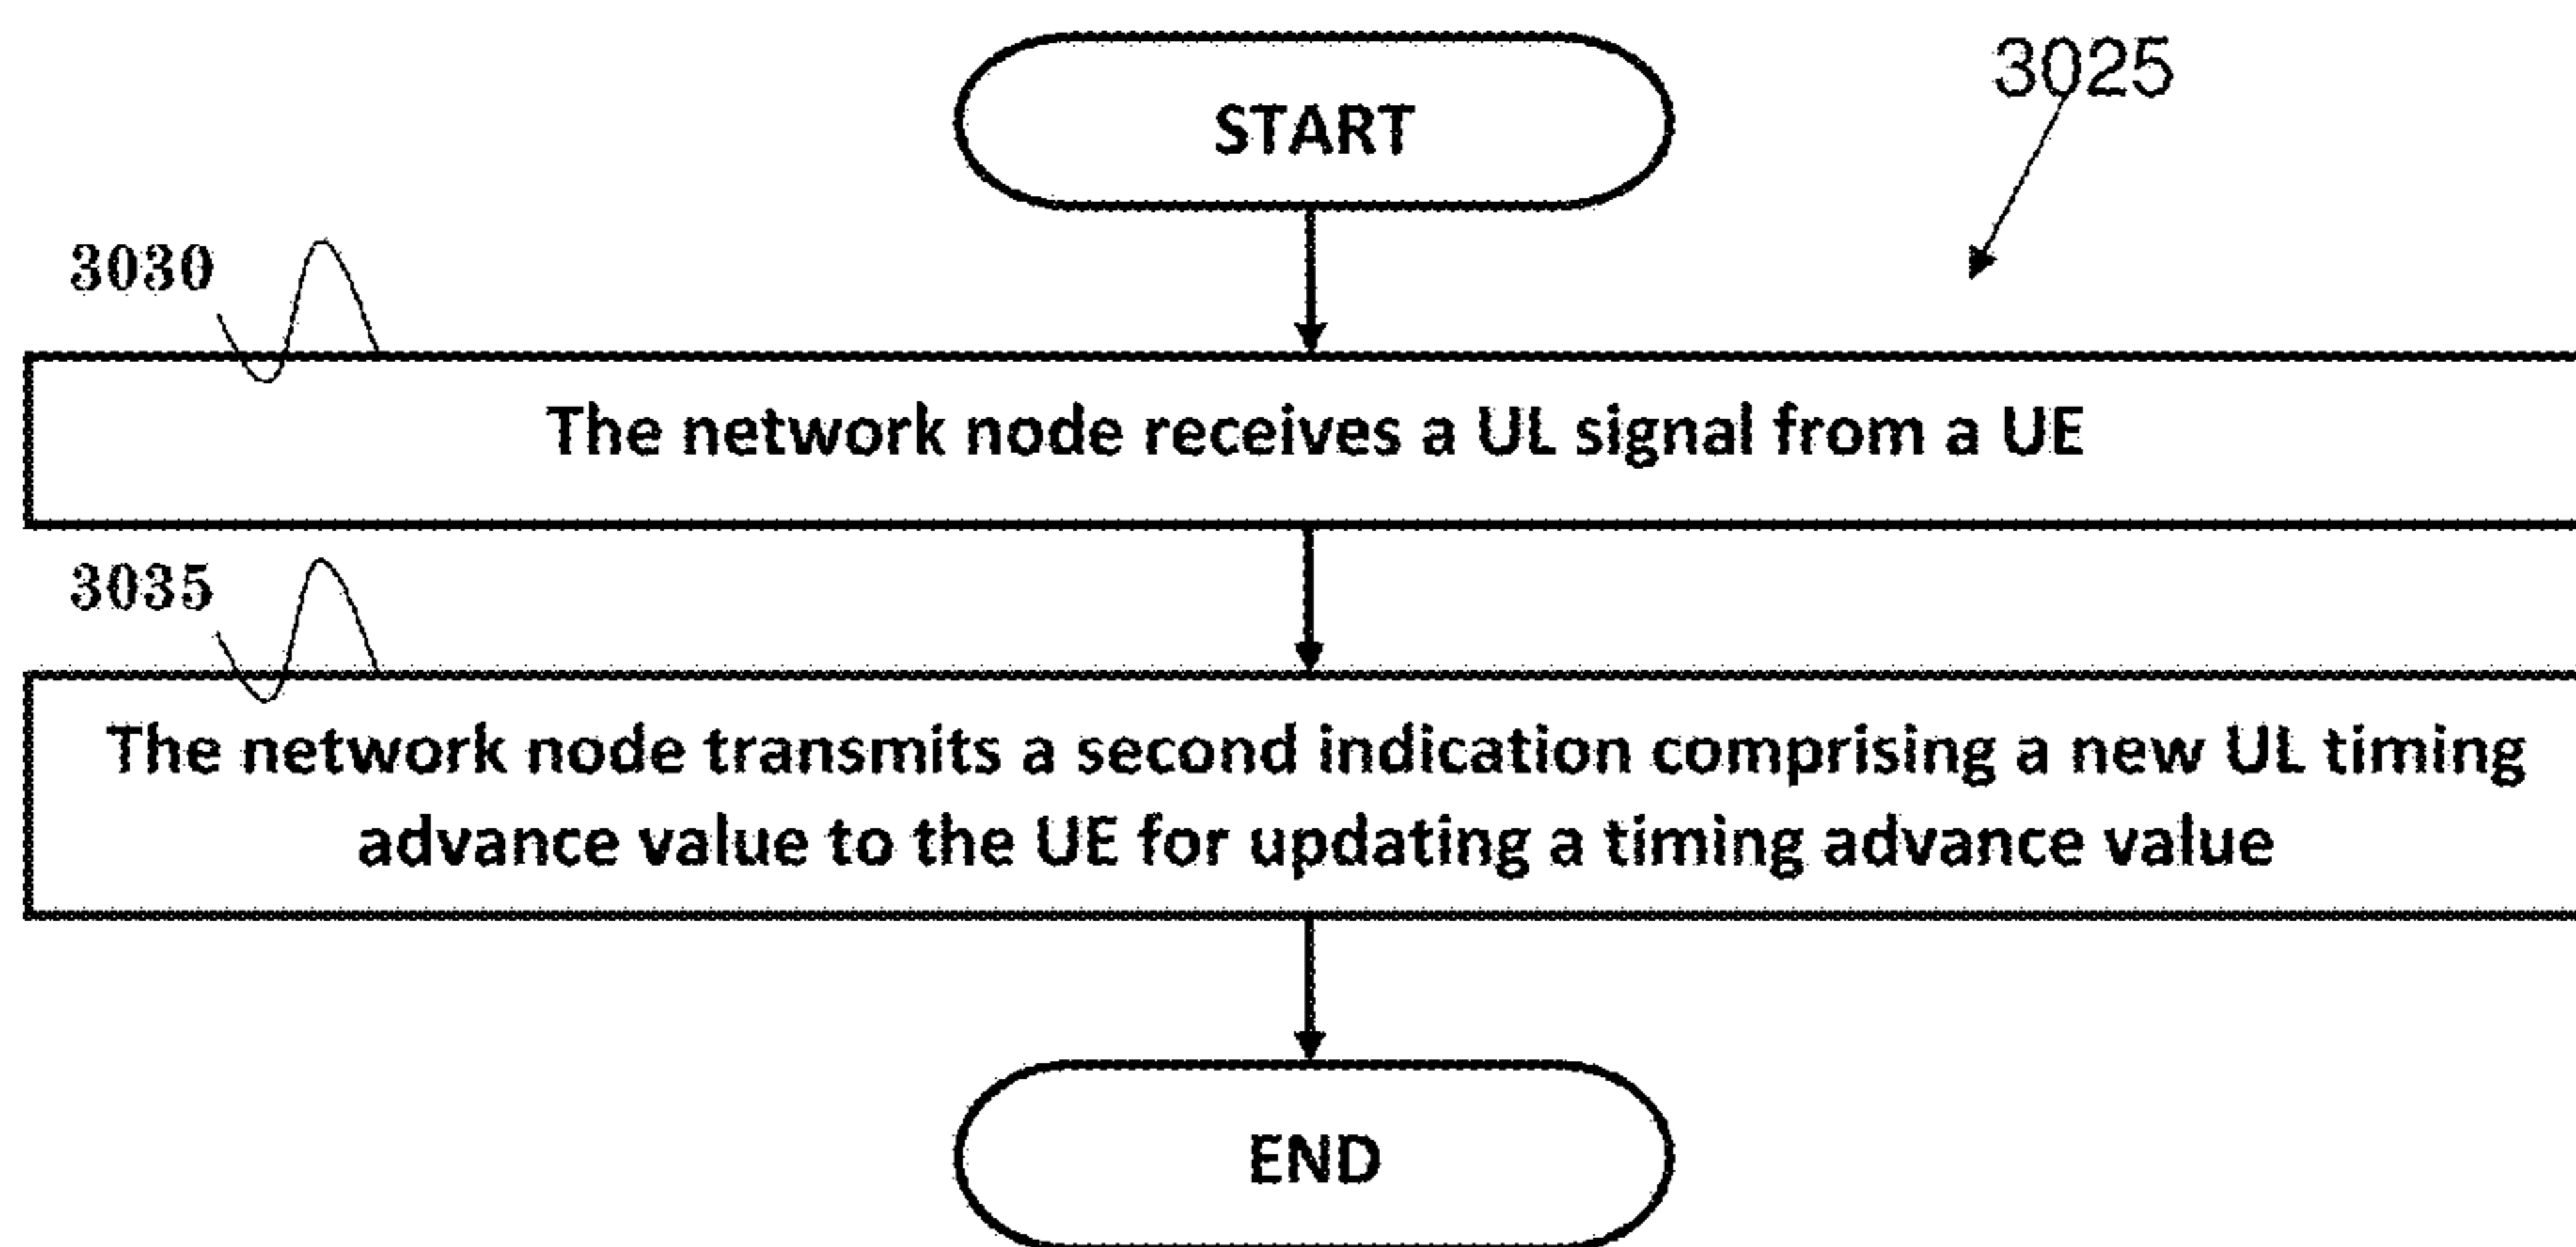 START
3025
3030
The network node receives a UL signal from a UE
3035
The network node transmits a second indication comprising a new UL timing
advance value to the UE for updating a timing advance value
END